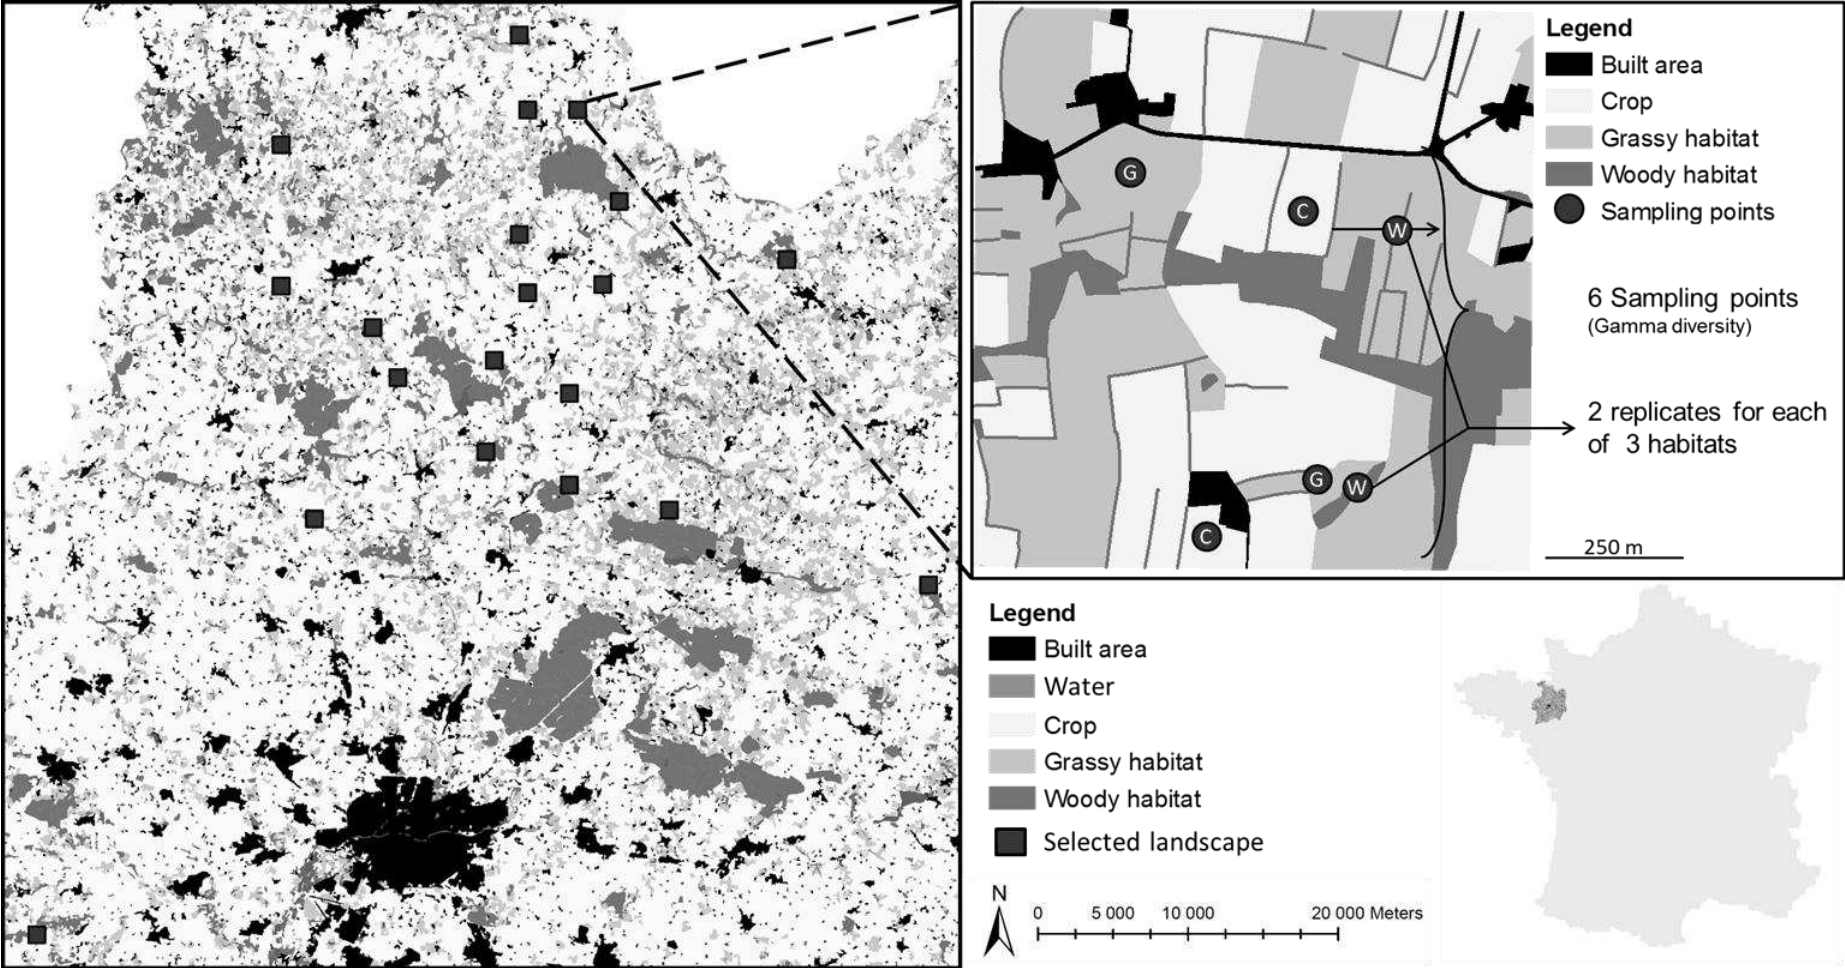 Legend
Built area
Crop
Grassy habitat
Woody habitat
Sampling points
G
C
W
6 Sampling points
(Gamma diversity)
2 replicates for each
of 3 habitats
G
W
C
250 m
Legend
Built area
Water
Crop
Grassy habitat
Woody habitat
Selected landscape
N
0 5 000 10 000 20 000 Meters